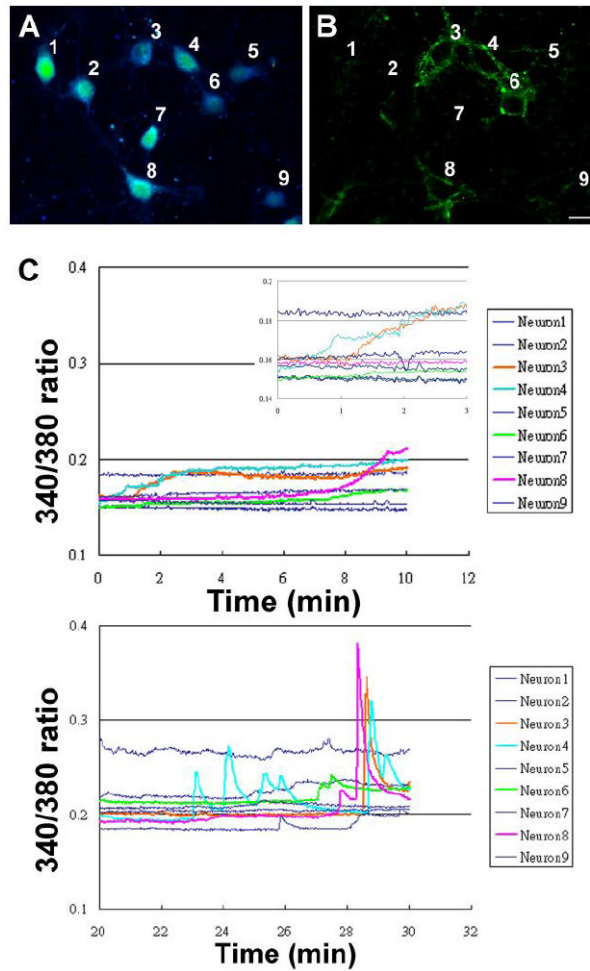 A
1
2
3
4
5
6
7
8
9
B
1
2
3
4
5
6
7
8
9
C
340/380 ratio
0.4
0.3
0.2
0.1
0 2 4 6 8 10 12
Time (min)
0.2
0.18
0.16
0.14
0 1 2 3
Neuron1
Neuron2
Neuron3
Neuron4
Neuron5
Neuron6
Neuron7
Neuron8
Neuron9
340/380 ratio
0.4
0.3
0.2
0.1
20 22 24 26 28 30 32
Time (min)
Neuron1
Neuron2
Neuron3
Neuron4
Neuron5
Neuron6
Neuron7
Neuron8
Neuron9